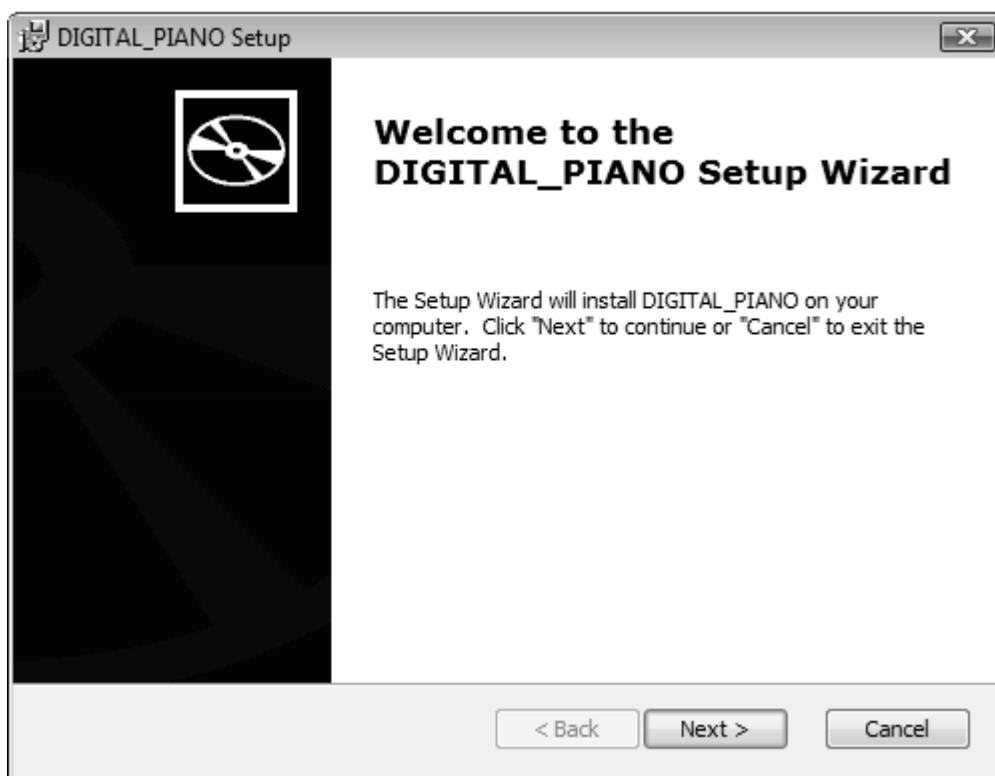 DIGITAL_PIANO Setup
Welcome to the
DIGITAL_PIANO Setup Wizard
The Setup Wizard will install DIGITAL_PIANO on your
computer. Click "Next" to continue or "Cancel" to exit the
Setup Wizard.
< Back Next > Cancel